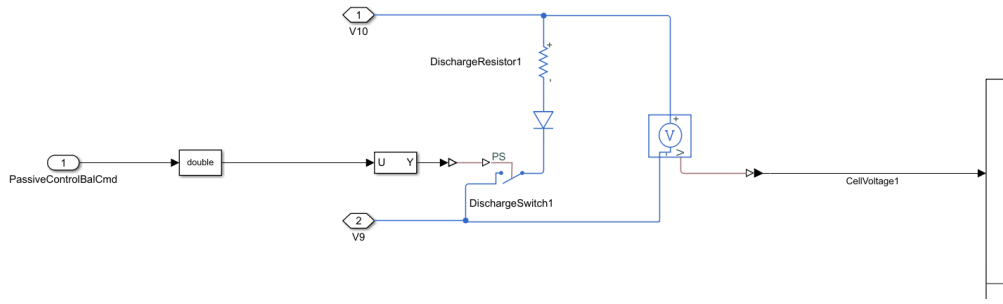 1
V10
+
DischargeResistor1
-
+
V
V
1
PassiveControlBalCmd
double
U Y
PS
DischargeSwitch1
CellVoltage1
2
V9